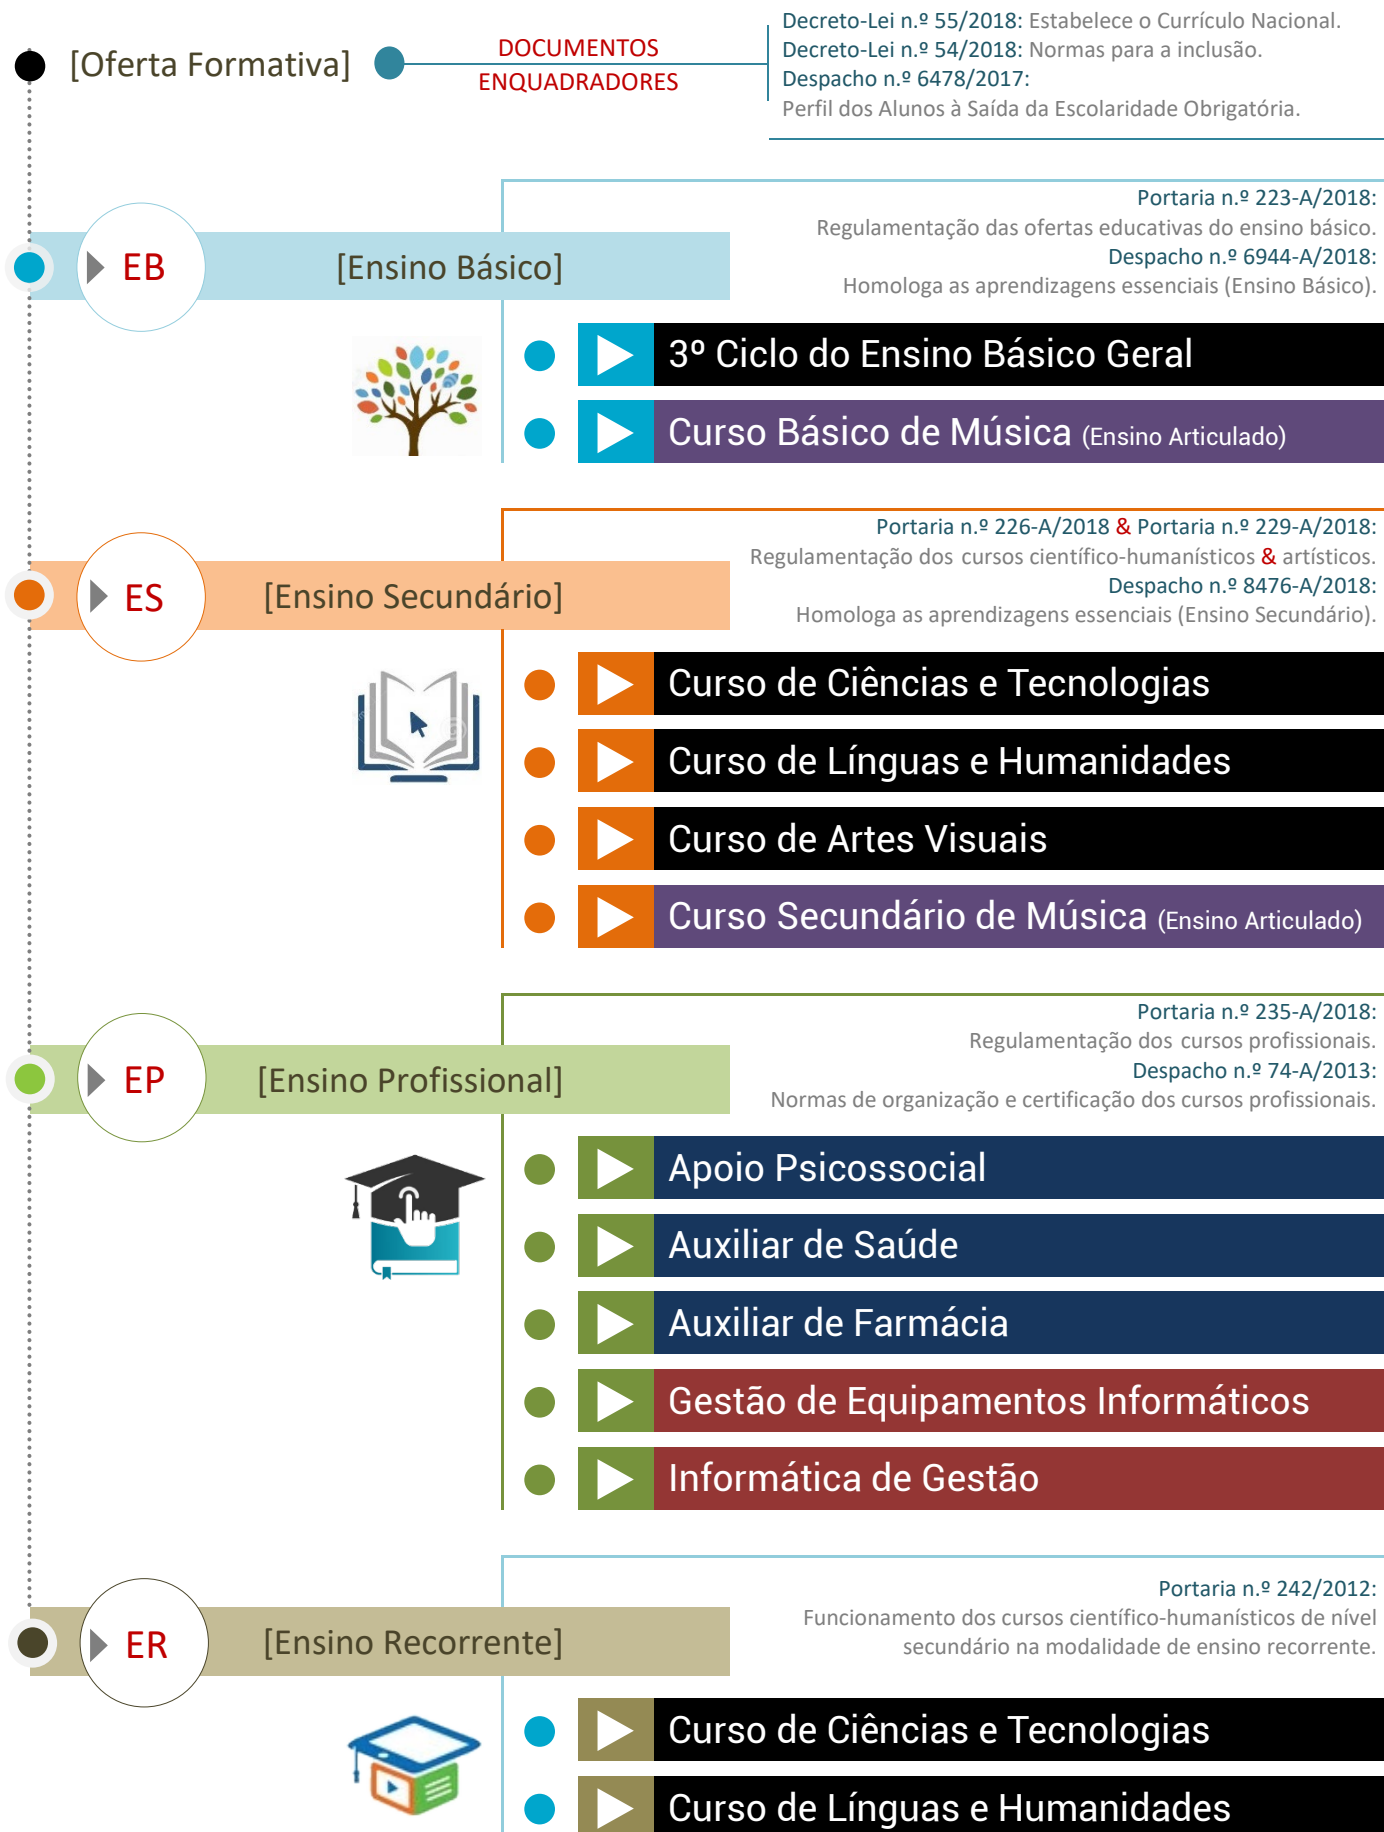 [Oferta Formativa]
DOCUMENTOS
ENQUADRADORES
Decreto-Lei n.º 55/2018: Estabelece o Currículo Nacional.
Decreto-Lei n.º 54/2018: Normas para a inclusão.
Despacho n.º 6478/2017:
Perfil dos Alunos à Saída da Escolaridade Obrigatória.
EB
[Ensino Básico]
Portaria n.º 223-A/2018:
Regulamentação das ofertas educativas do ensino básico.
Despacho n.º 6944-A/2018:
Homologa as aprendizagens essenciais (Ensino Básico).
3º Ciclo do Ensino Básico Geral
Curso Básico de Música (Ensino Articulado)
ES
[Ensino Secundário]
Portaria n.º 226-A/2018 & Portaria n.º 229-A/2018:
Regulamentação dos cursos científico-humanísticos & artísticos.
Despacho n.º 8476-A/2018:
Homologa as aprendizagens essenciais (Ensino Secundário).
Curso de Ciências e Tecnologias
Curso de Línguas e Humanidades
Curso de Artes Visuais
Curso Secundário de Música (Ensino Articulado)
EP
[Ensino Profissional]
Portaria n.º 235-A/2018:
Regulamentação dos cursos profissionais.
Despacho n.º 74-A/2013:
Normas de organização e certificação dos cursos profissionais.
Apoio Psicossocial
Auxiliar de Saúde
Auxiliar de Farmácia
Gestão de Equipamentos Informáticos
Informática de Gestão
ER
[Ensino Recorrente]
Portaria n.º 242/2012:
Funcionamento dos cursos científico-humanísticos de nível
secundário na modalidade de ensino recorrente.
Curso de Ciências e Tecnologias
Curso de Línguas e Humanidades